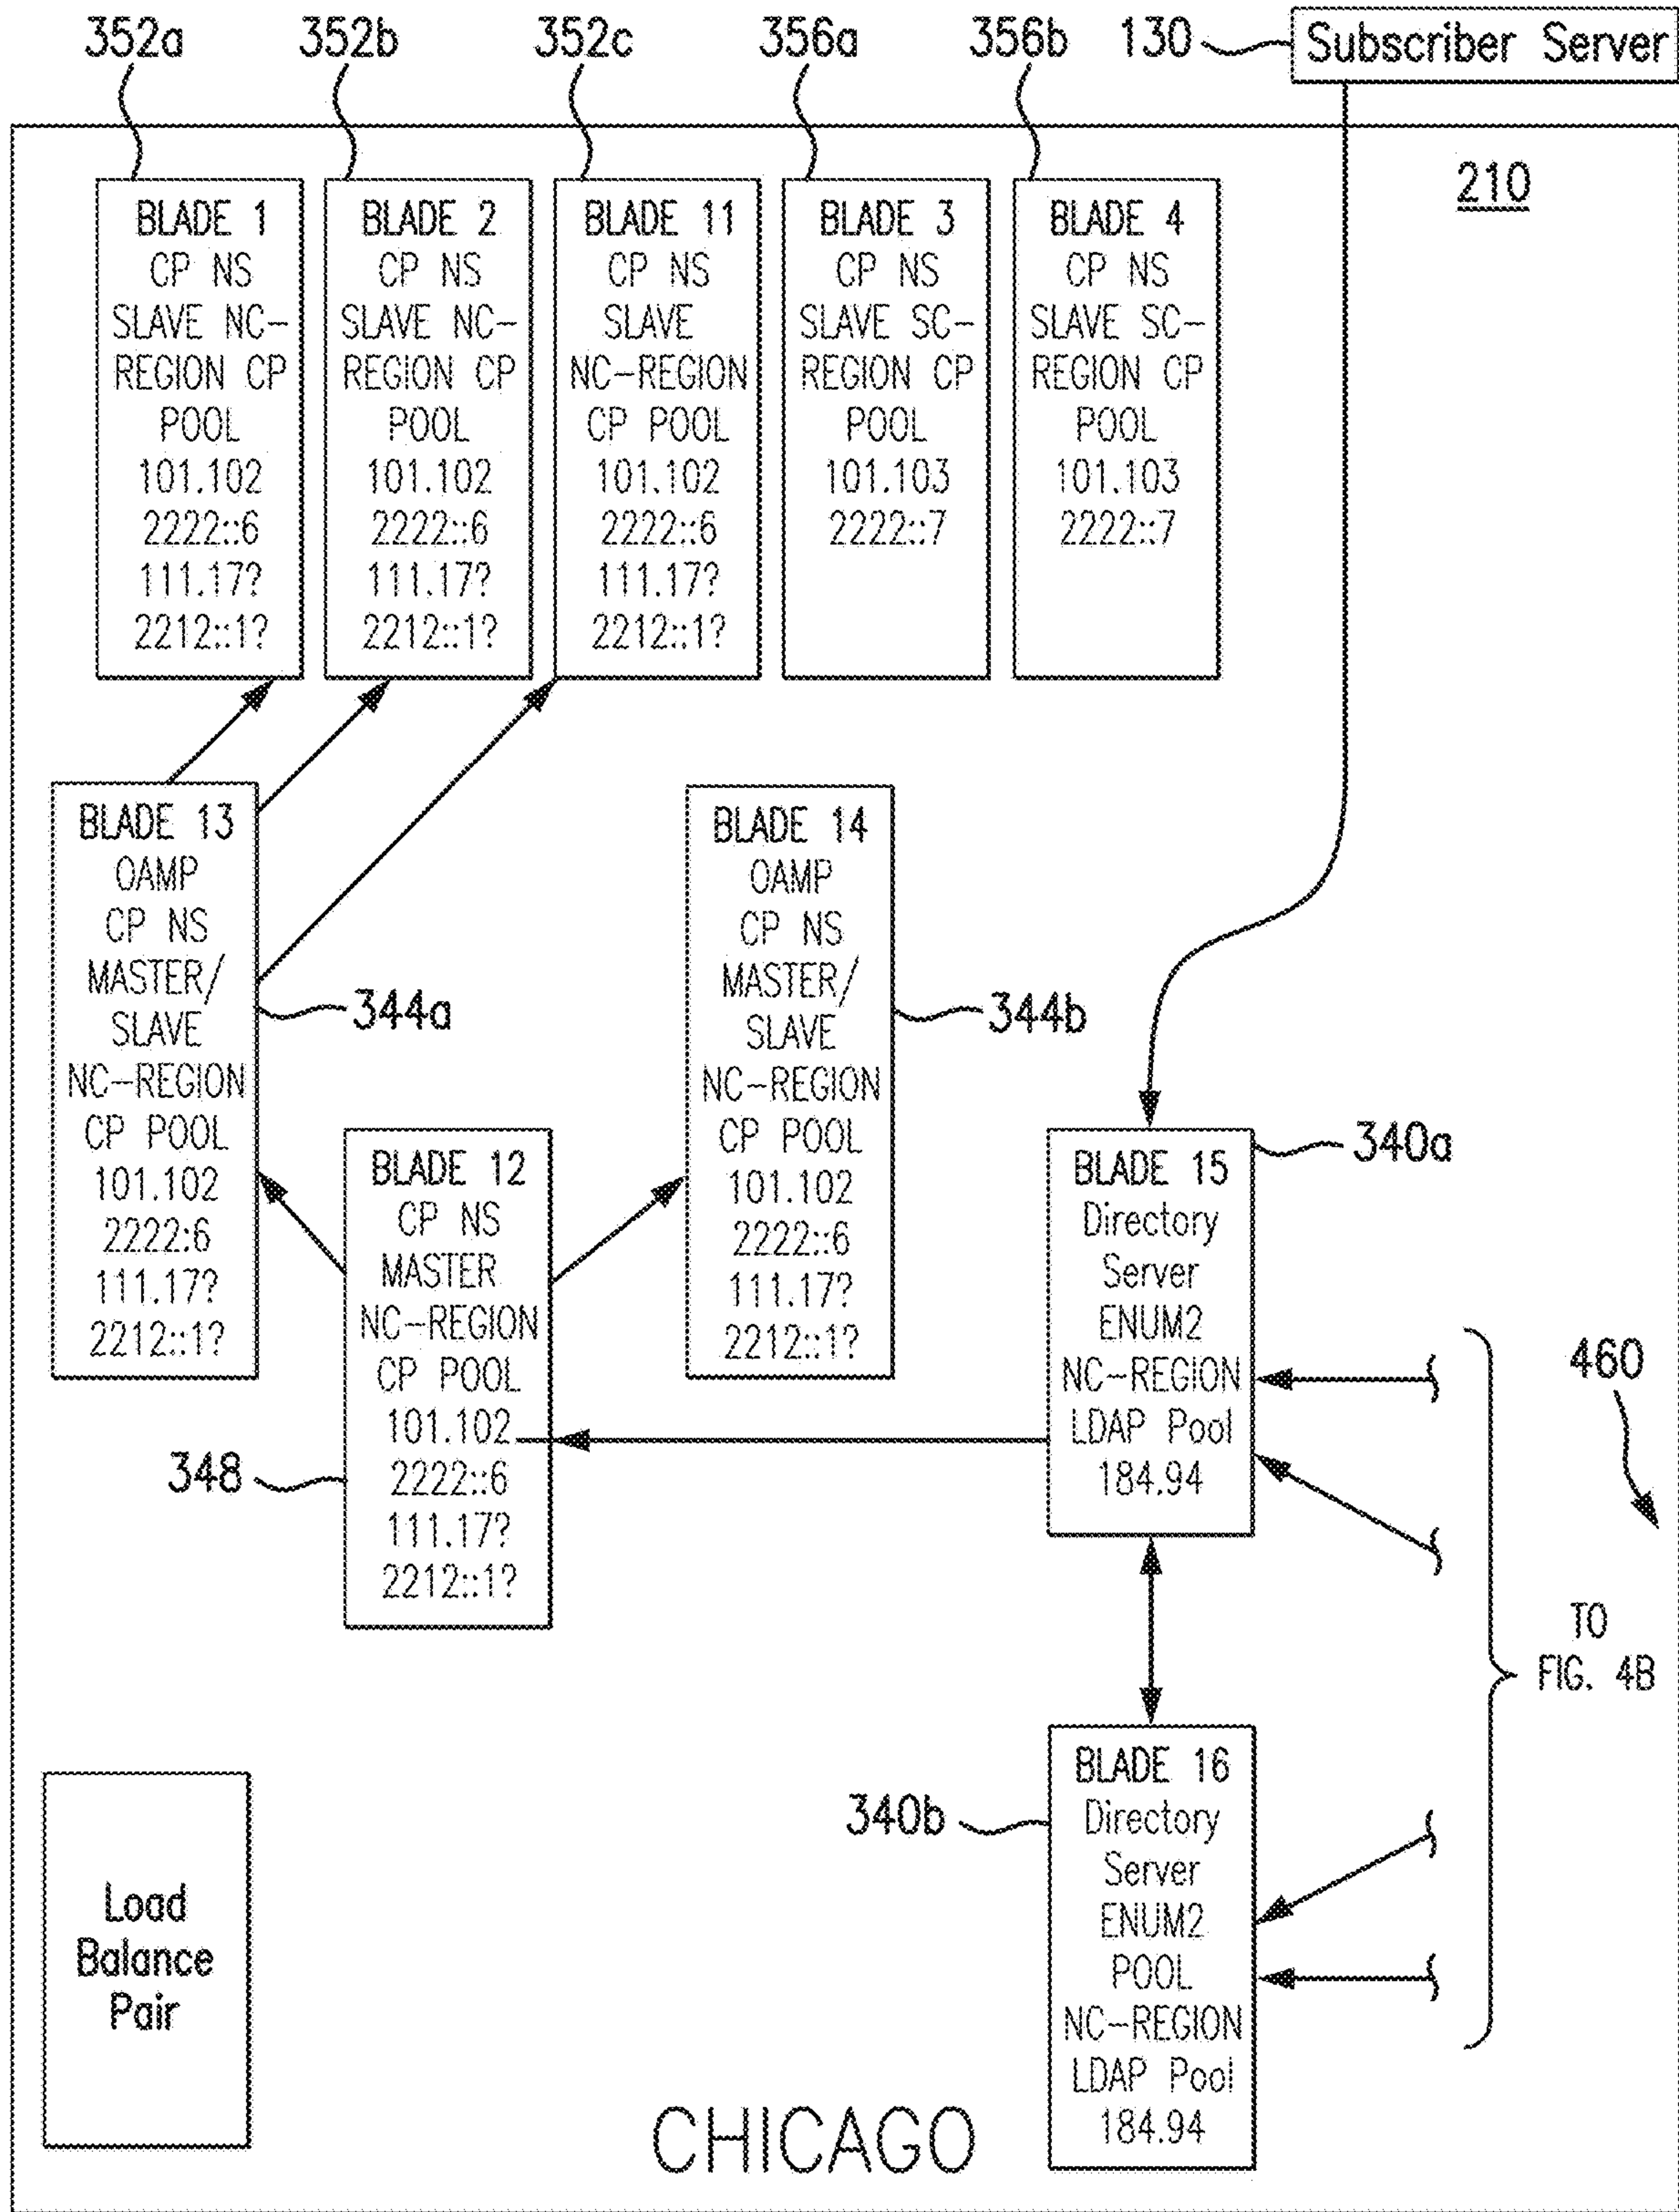 352a
352b
352c
356a
356b
130
Subscriber Server
210
BLADE 1
CP NS
SLAVE NC-
REGION CP
POOL
101.102
2222::6
111.17?
2212::1?
BLADE 2
CP NS
SLAVE NC-
REGION CP
POOL
101.102
2222::6
111.17?
2212::1?
BLADE 11
CP NS
SLAVE
NC-REGION
CP POOL
101.102
2222::6
111.17?
2212::1?
BLADE 3
CP NS
SLAVE SC-
REGION CP
POOL
101.103
2222::7
BLADE 4
CP NS
SLAVE SC-
REGION CP
POOL
101.103
2222::7
BLADE 13
OAMP
CP NS
MASTER/
SLAVE
NC-REGION
CP POOL
101.102
2222:6
111.17?
2212::1?
344a
BLADE 14
OAMP
CP NS
MASTER/
SLAVE
NC-REGION
CP POOL
101.102
2222::6
111.17?
2212::1?
344b
BLADE 12
CP NS
MASTER
NC-REGION
CP POOL
101.102
2222::6
111.17?
2212::1?
348
BLADE 15
Directory
Server
ENUM2
NC-REGION
LDAP Pool
184.94
340a
460
TO
FIG. 4B
BLADE 16
Directory
Server
ENUM2
POOL
NC-REGION
LDAP Pool
184.94
340b
Load
Balance
Pair
CHICAGO